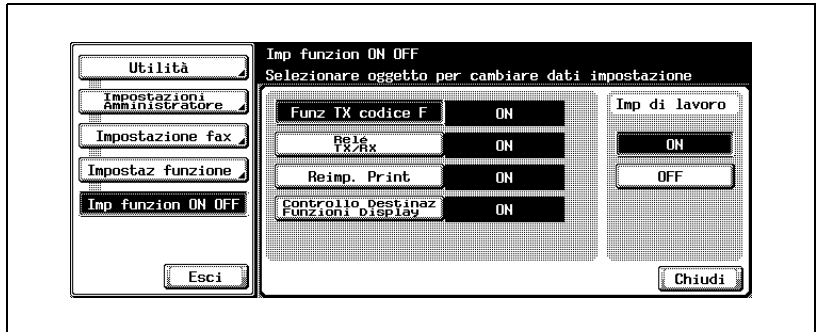 Utilità
Impostazioni
Amministratore
Impostazione fax
Impostaz funzione
Imp funzion ON OFF
Esci
Imp funzion ON OFF
Selezionare oggetto per cambiare dati impostazione
Funz TX codice F ON
Relé
TX/RX ON
Reimp. Print ON
Controllo Destinaz
Funzioni Display ON
Imp di lavoro
ON
OFF
Chiudi